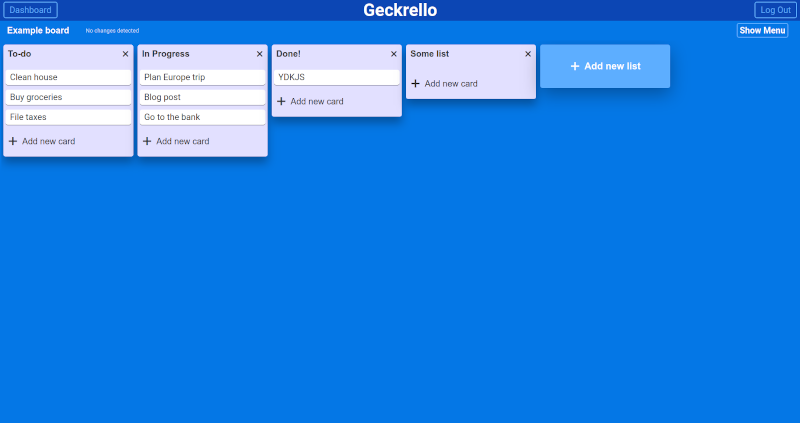 Dashboard
Geckrello
Log Out
Example board
No changes detected
Show Menu
To-do
Clean house
Buy groceries
File taxes
Add new card
In Progress
Plan Europe trip
Blog post
Go to the bank
Add new card
Done!
YDKJS
Add new card
Some list
Add new card
Add new list